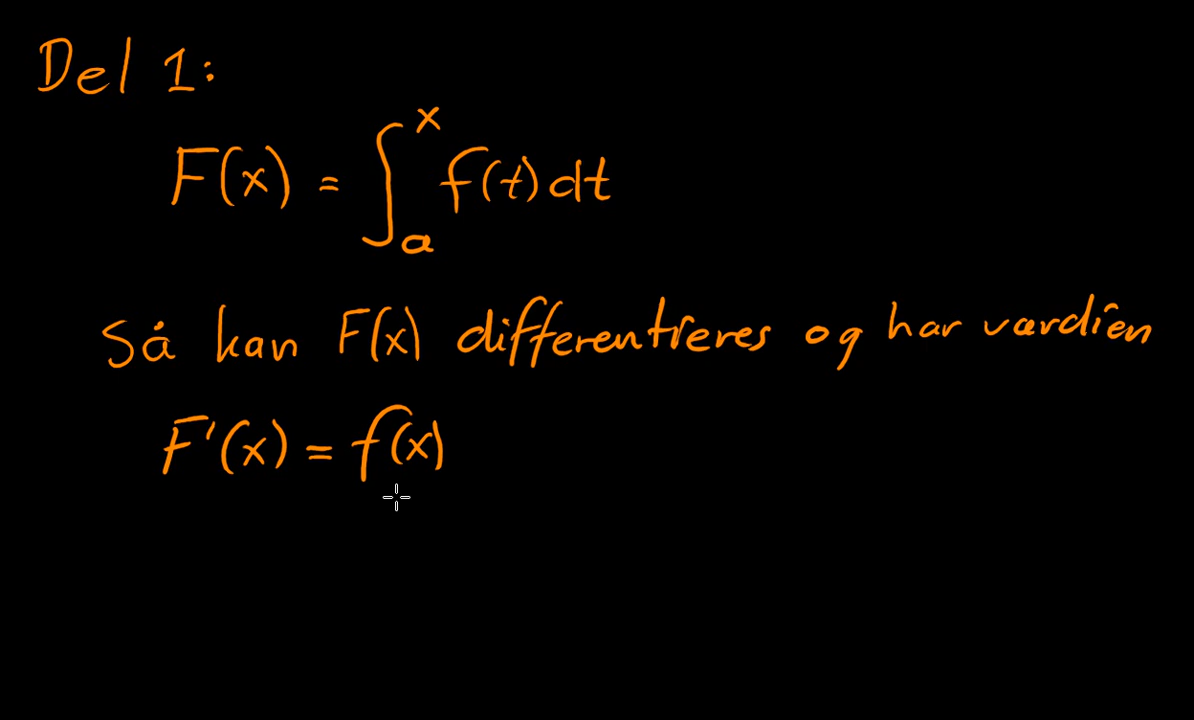 Del 1:
F(x) = ∫ₐˣ f(t)dt
Så kan F(x) differentieres og har værdien
F'(x) = f(x)